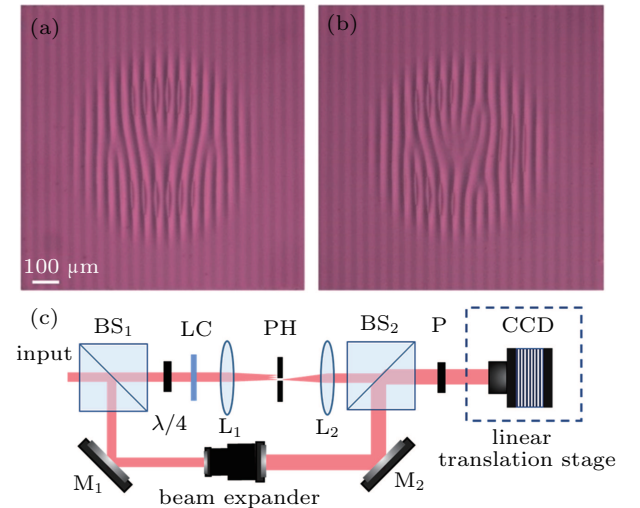 (a)
(b)
100 µm
(c)
BS₁ LC PH BS₂ P CCD
input
λ/4 L₁ L₂
linear
translation stage
M₁ beam expander M₂